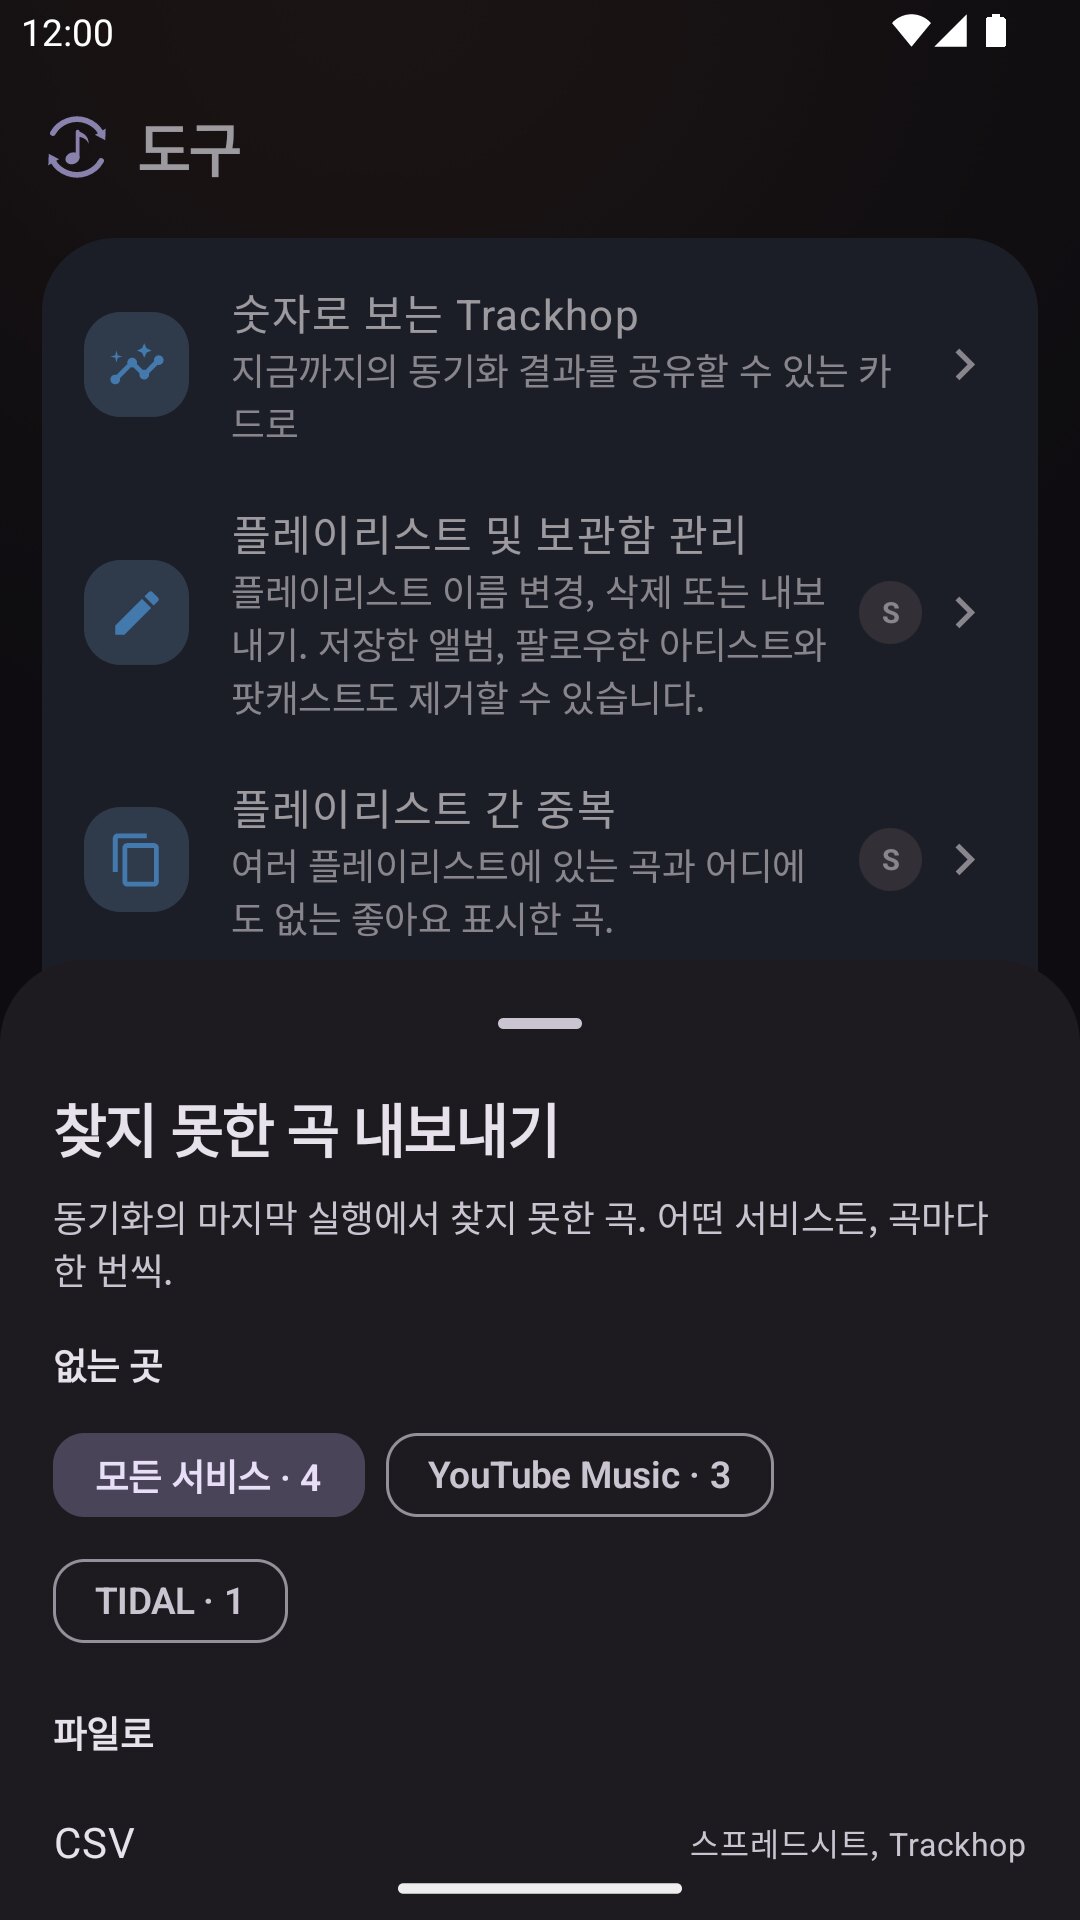 12:00
도구
숫자로 보는 Trackhop
지금까지의 동기화 결과를 공유할 수 있는 카
드로
플레이리스트 및 보관함 관리
플레이리스트 이름 변경, 삭제 또는 내보
내기. 저장한 앨범, 팔로우한 아티스트와
팟캐스트도 제거할 수 있습니다.
S
플레이리스트 간 중복
여러 플레이리스트에 있는 곡과 어디에
도 없는 좋아요 표시한 곡.
S
찾지 못한 곡 내보내기
동기화의 마지막 실행에서 찾지 못한 곡. 어떤 서비스든, 곡마다
한 번씩.
없는 곳
모든 서비스 · 4
YouTube Music · 3
TIDAL · 1
파일로
CSV
스프레드시트, Trackhop